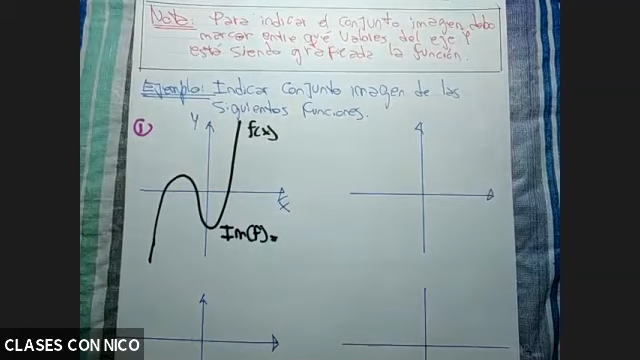 Nota: Para indicar el conjunto imagen, debo
marcar entre qué valores del eje Y
está siendo graficada la función.
Ejemplo: Indicar conjunto imagen de las
siguientes funciones.
①
Y
f(x)
X
Im(f)=
CLASES CON NICO